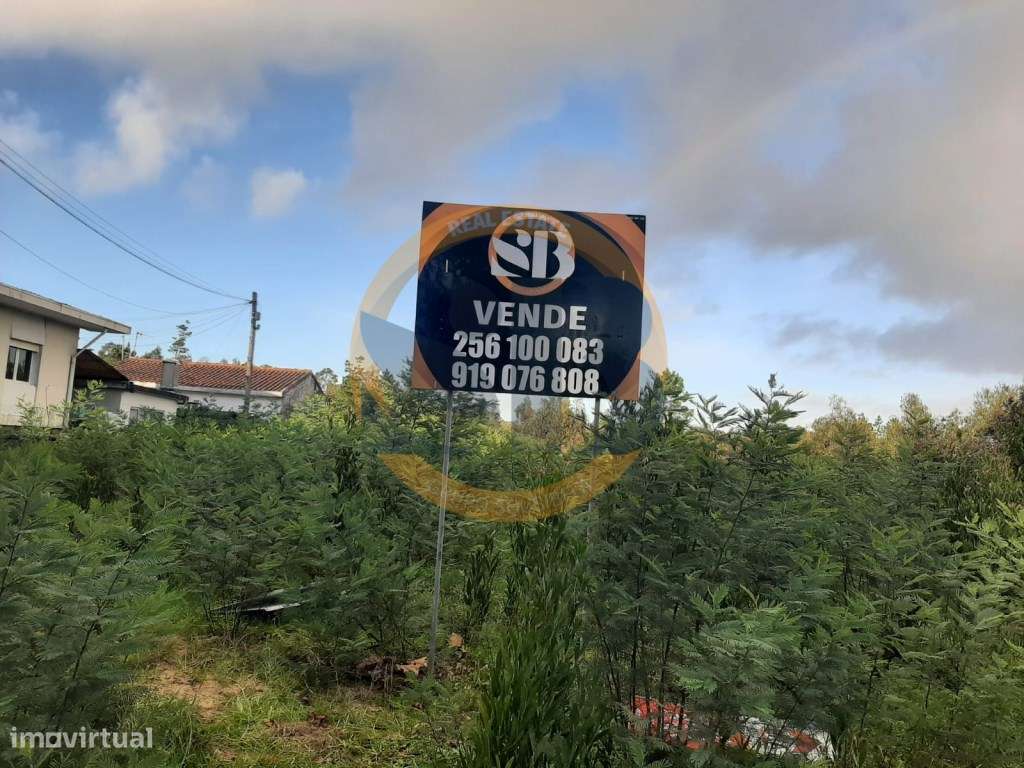 REAL ESTATE
SB
VENDE
256 100 083
919 076 808
imovirtual